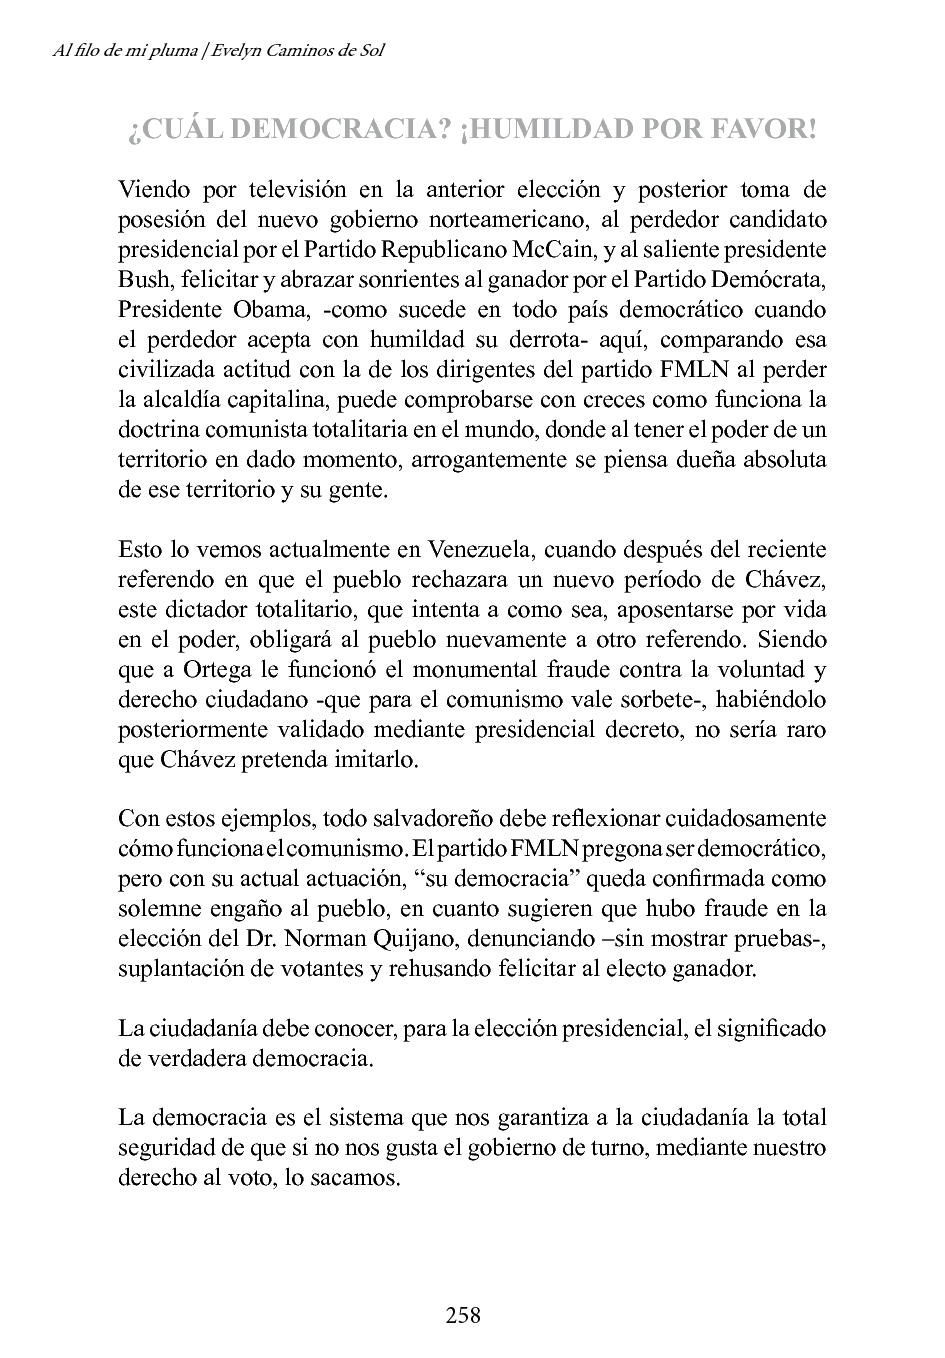 Al filo de mi pluma | Evelyn Caminos de Sol
¿CUÁL DEMOCRACIA? ¡HUMILDAD POR FAVOR!
Viendo por televisión en la anterior elección y posterior toma de
posesión del nuevo gobierno norteamericano, al perdedor candidato
presidencial por el Partido Republicano McCain, y al saliente presidente
Bush, felicitar y abrazar sonrientes al ganador por el Partido Demócrata,
Presidente Obama, -como sucede en todo país democrático cuando
el perdedor acepta con humildad su derrota- aquí, comparando esa
civilizada actitud con la de los dirigentes del partido FMLN al perder
la alcaldía capitalina, puede comprobarse con creces como funciona la
doctrina comunista totalitaria en el mundo, donde al tener el poder de un
territorio en dado momento, arrogantemente se piensa dueña absoluta
de ese territorio y su gente.
Esto lo vemos actualmente en Venezuela, cuando después del reciente
referendo en que el pueblo rechazara un nuevo período de Chávez,
este dictador totalitario, que intenta a como sea, aposentarse por vida
en el poder, obligará al pueblo nuevamente a otro referendo. Siendo
que a Ortega le funcionó el monumental fraude contra la voluntad y
derecho ciudadano -que para el comunismo vale sorbete-, habiéndolo
posteriormente validado mediante presidencial decreto, no sería raro
que Chávez pretenda imitarlo.
Con estos ejemplos, todo salvadoreño debe reflexionar cuidadosamente
cómo funciona el comunismo. El partido FMLN pregona ser democrático,
pero con su actual actuación, “su democracia” queda confirmada como
solemne engaño al pueblo, en cuanto sugieren que hubo fraude en la
elección del Dr. Norman Quijano, denunciando –sin mostrar pruebas-,
suplantación de votantes y rehusando felicitar al electo ganador.
La ciudadanía debe conocer, para la elección presidencial, el significado
de verdadera democracia.
La democracia es el sistema que nos garantiza a la ciudadanía la total
seguridad de que si no nos gusta el gobierno de turno, mediante nuestro
derecho al voto, lo sacamos.
258